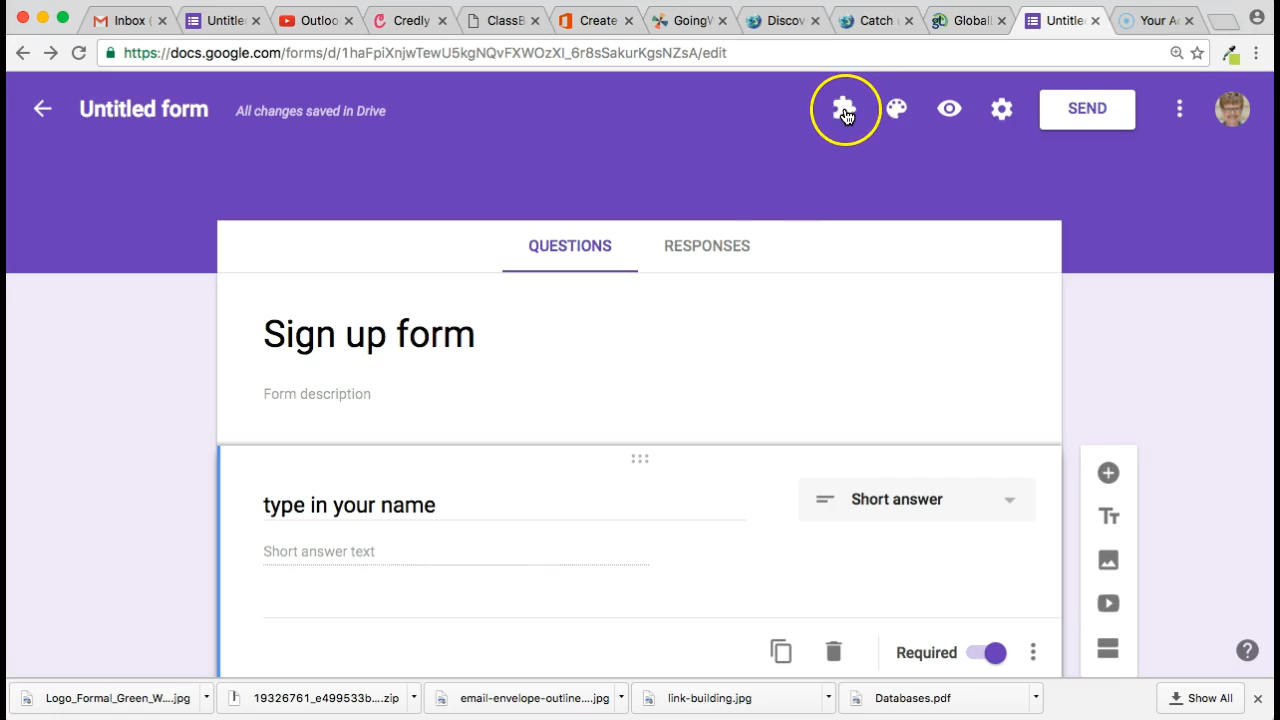 Inbox (
Untitle
Outloo
Credly
ClassB
Create
GoingV
Discov
Catch (
Global
Untitle
Your A
https://docs.google.com/forms/d/1haFpiXnjwTewU5kgNQvFXWOzXl_6r8sSakurKgsNZsA/edit
Untitled form
All changes saved in Drive
SEND
QUESTIONS
RESPONSES
Sign up form
Form description
type in your name
Short answer
Short answer text
Tт
Required
Logo_Formal_Green_W....jpg
19326761_e499533b....zip
email-envelope-outline....jpg
link-building.jpg
Databases.pdf
Show All